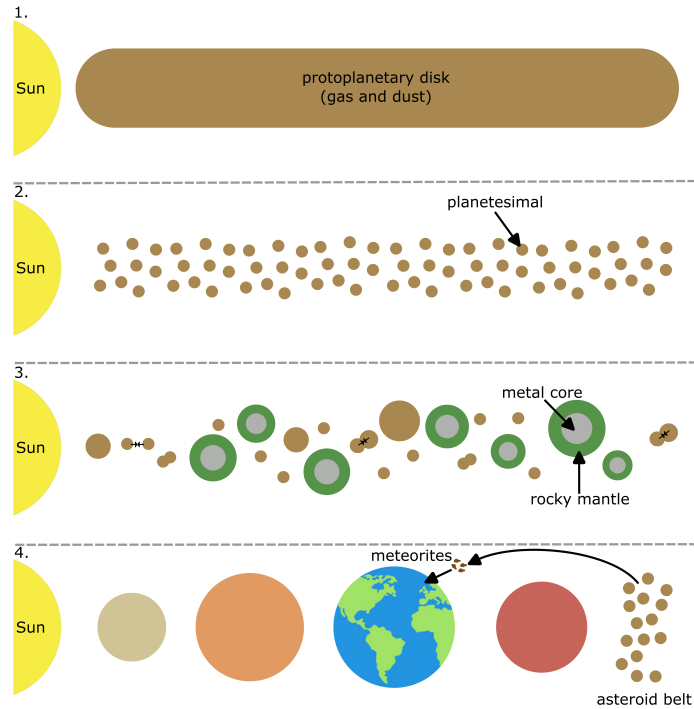 1.
Sun
protoplanetary disk
(gas and dust)
2.
planetesimal
Sun
3.
metal core
Sun
rocky mantle
4.
meteorites
Sun
asteroid belt